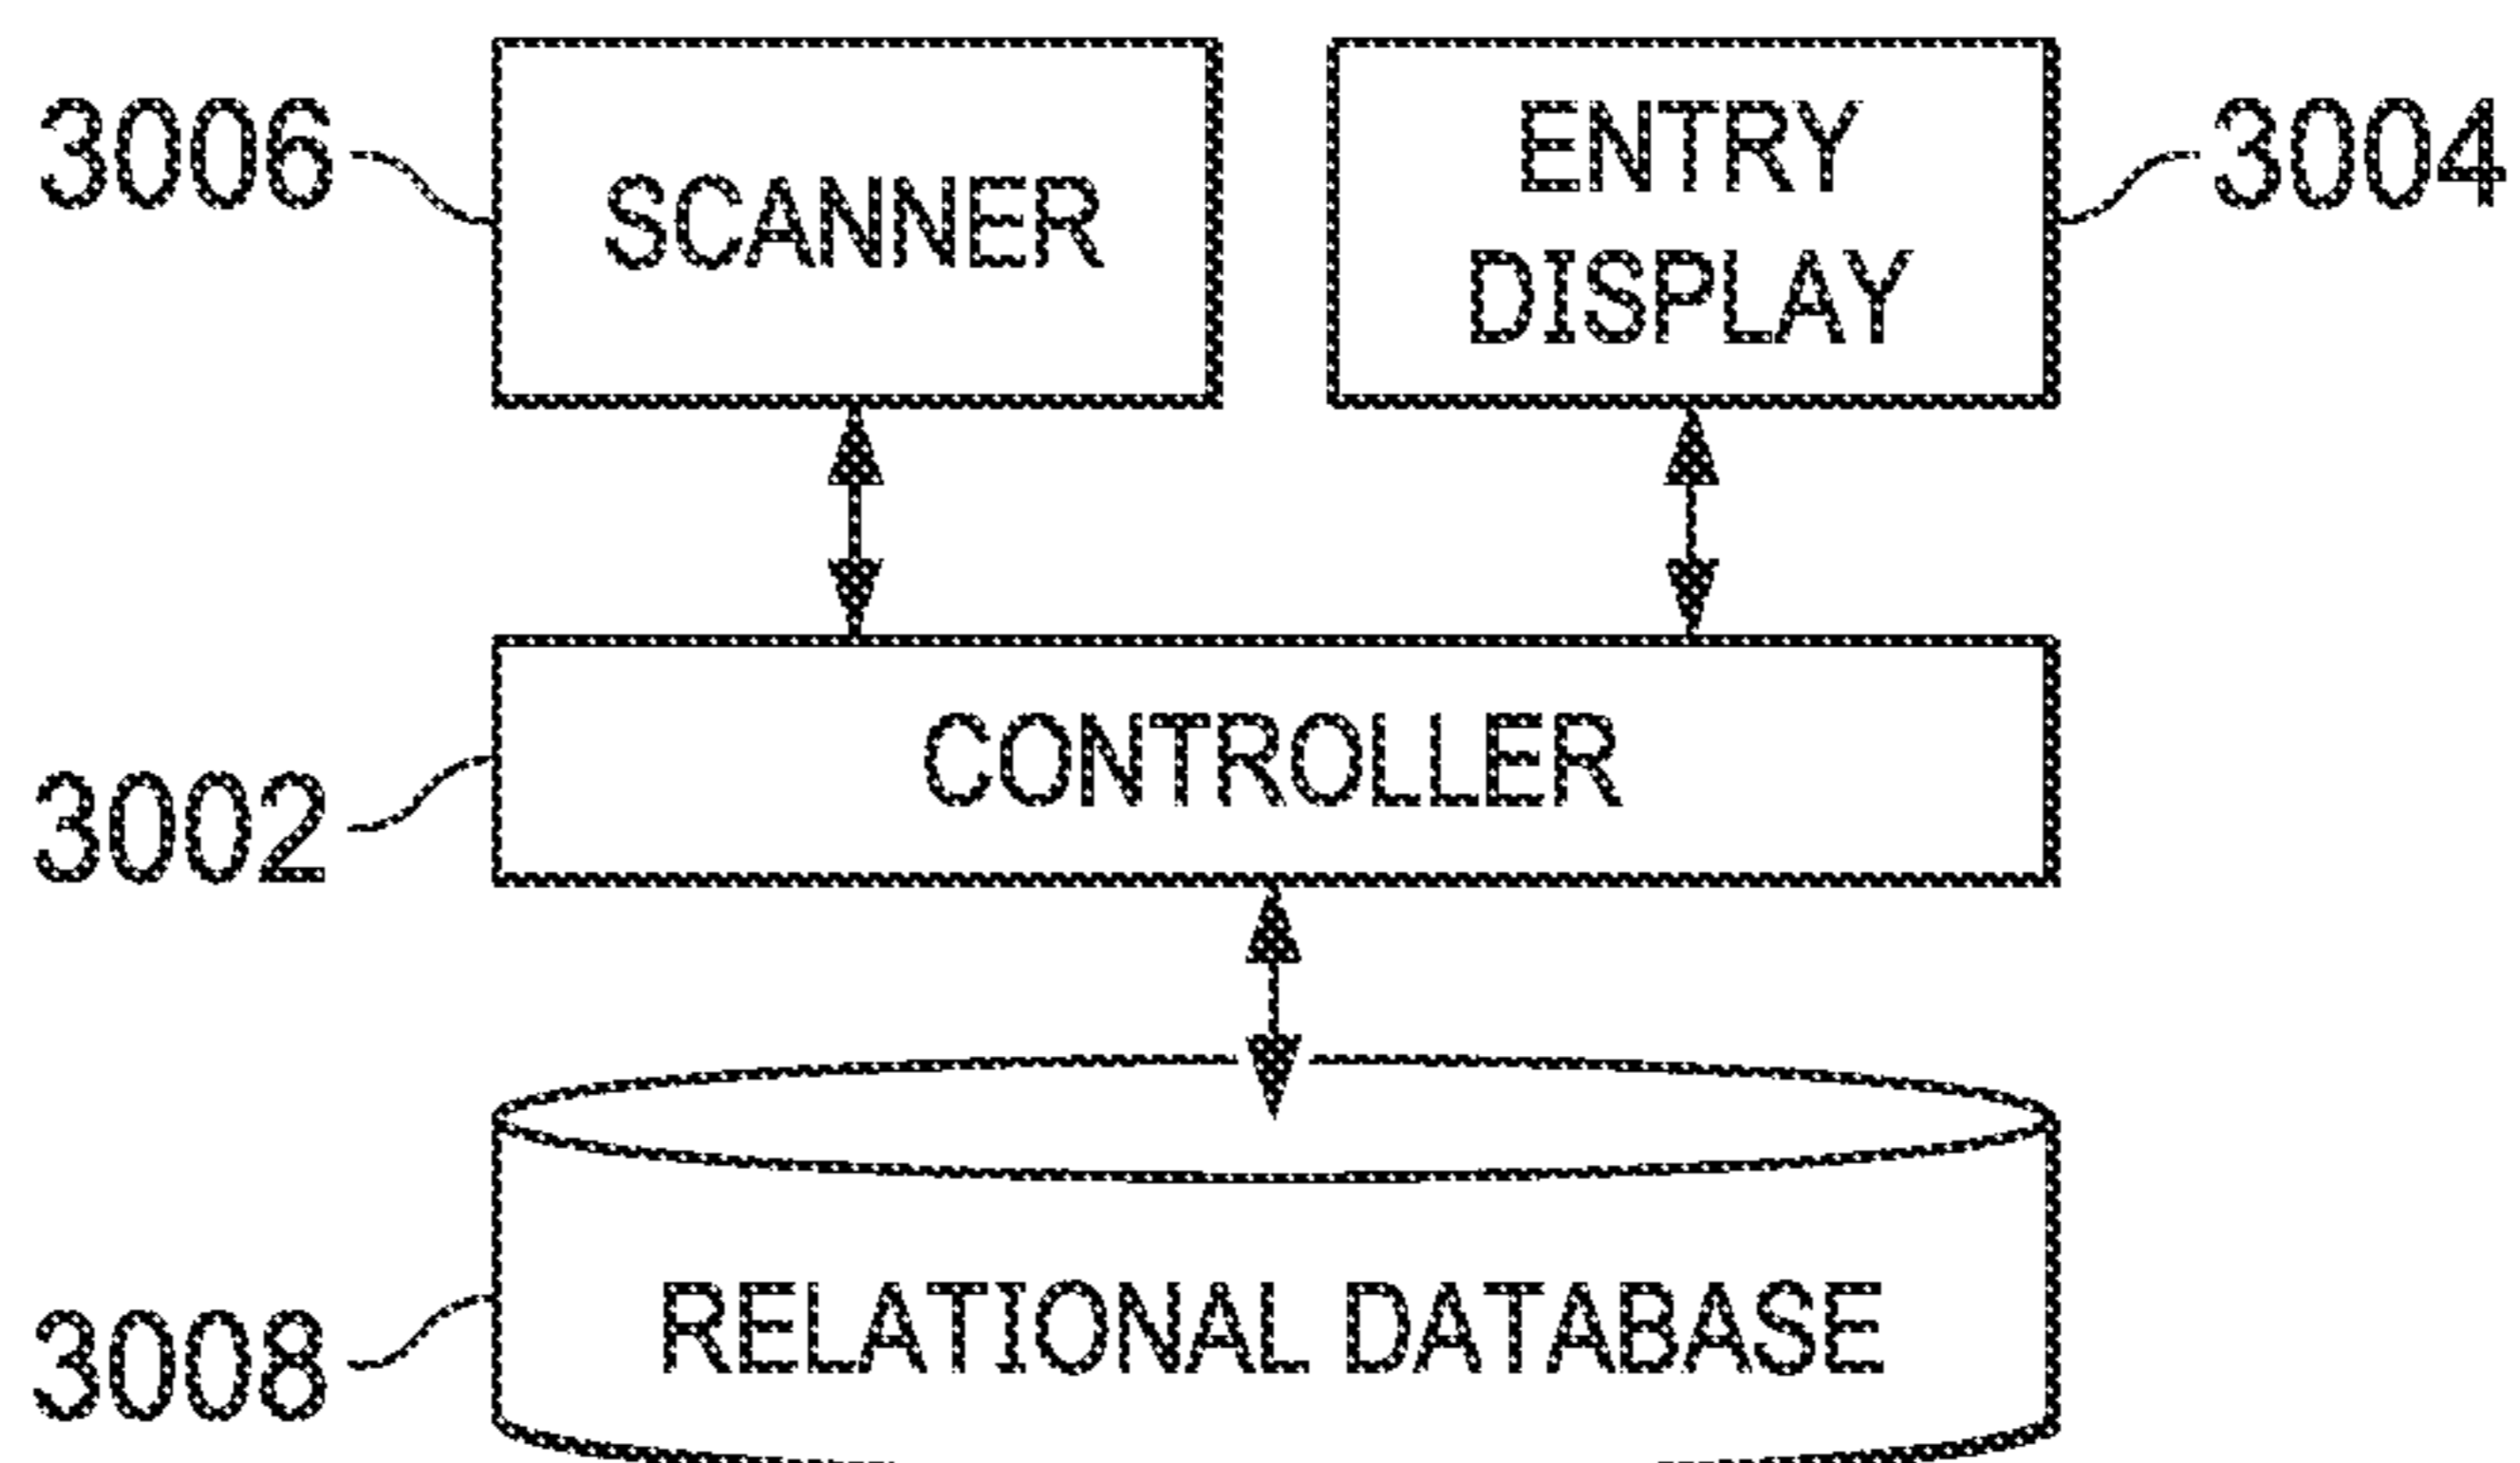 3006
SCANNER
ENTRY
DISPLAY
3004
CONTROLLER
3002
RELATIONAL DATABASE
3008